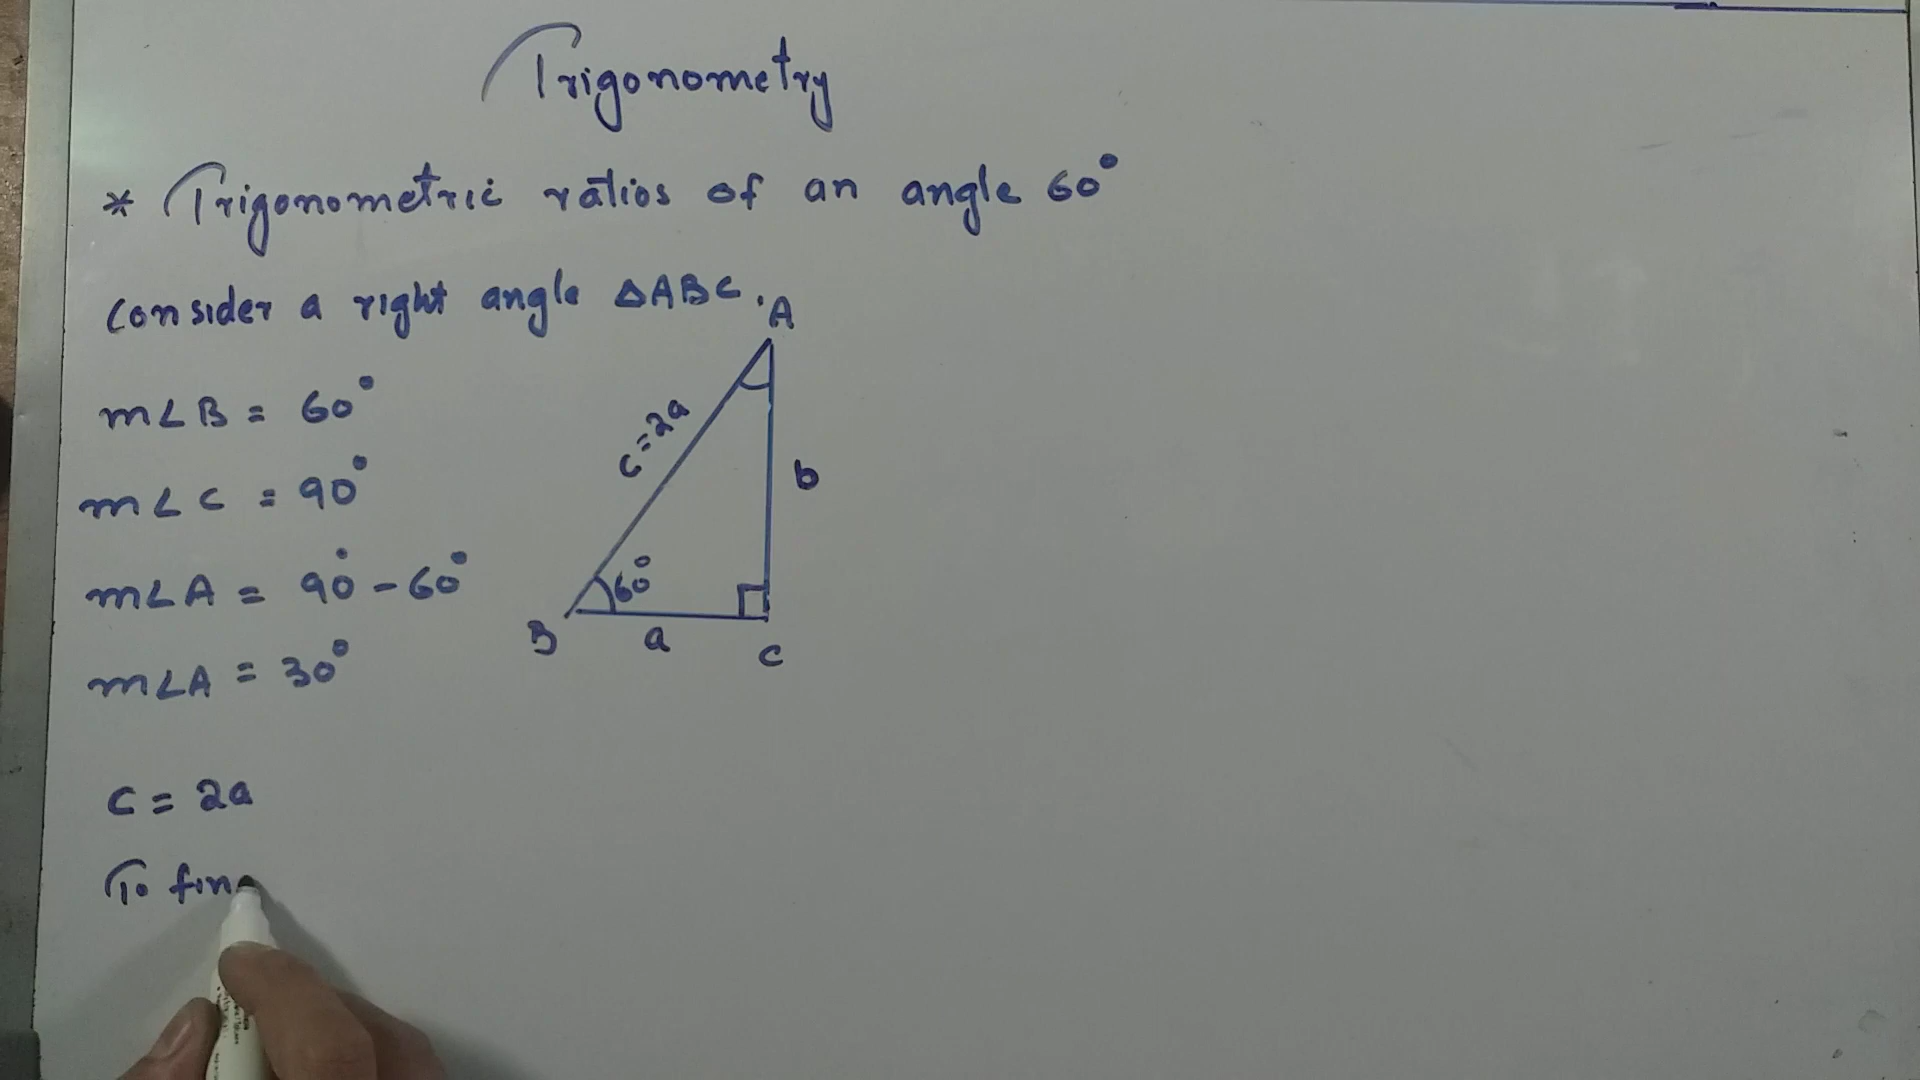 Trigonometry
* Trigonometric ratios of an angle 60°
Consider a right angle ΔABC.
m∠B = 60°
m∠C = 90°
m∠A = 90° - 60°
m∠A = 30°
c = 2a
To fin
A
c = 2a
b
60°
B
a
C